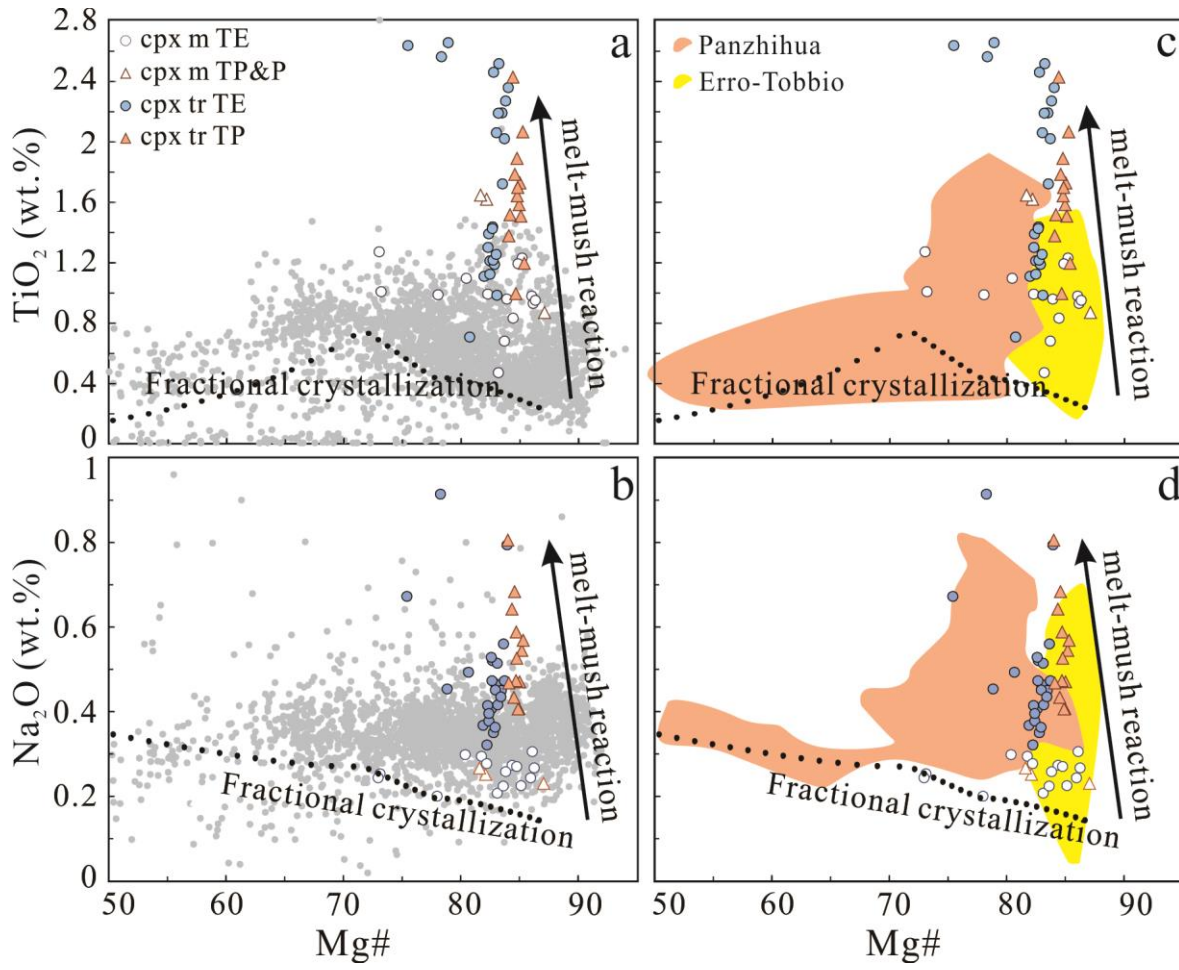 2.8
2.4
2
1.6
1.2
0.8
0.4
0
TiO₂ (wt.%)
cpx m TE
cpx m TP&P
cpx tr TE
cpx tr TP
a
melt-mush reaction
Fractional crystallization
c
Panzhihua
Erro-Tobbio
melt-mush reaction
Fractional crystallization
1
0.8
0.6
0.4
0.2
0
Na₂O (wt.%)
b
melt-mush reaction
Fractional crystallization
d
melt-mush reaction
Fractional crystallization
50 60 70 80 90
50 60 70 80 90
Mg#
Mg#